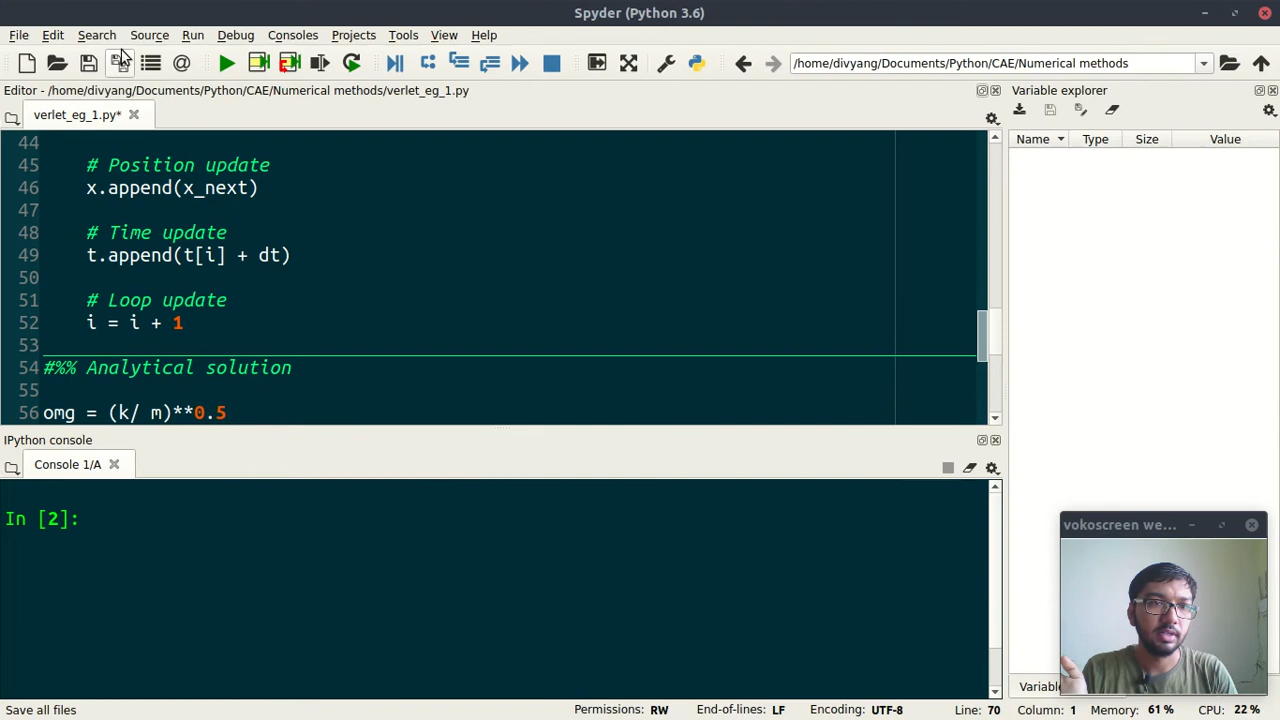 Spyder (Python 3.6)
File Edit Search Source Run Debug Consoles Projects Tools View Help
/home/divyang/Documents/Python/CAE/Numerical methods
Editor - /home/divyang/Documents/Python/CAE/Numerical methods/verlet_eg_1.py
Variable explorer
verlet_eg_1.py*
Name Type Size Value
44
45 # Position update
46 x.append(x_next)
47
48 # Time update
49 t.append(t[i] + dt)
50
51 # Loop update
52 i = i + 1
53
54 #%% Analytical solution
55
56 omg = (k/ m)**0.5
IPython console
Console 1/A
In [2]:
vokoscreen we...
Variabl
Save all files Permissions: RW End-of-lines: LF Encoding: UTF-8 Line: 70 Column: 1 Memory: 61 % CPU: 22 %